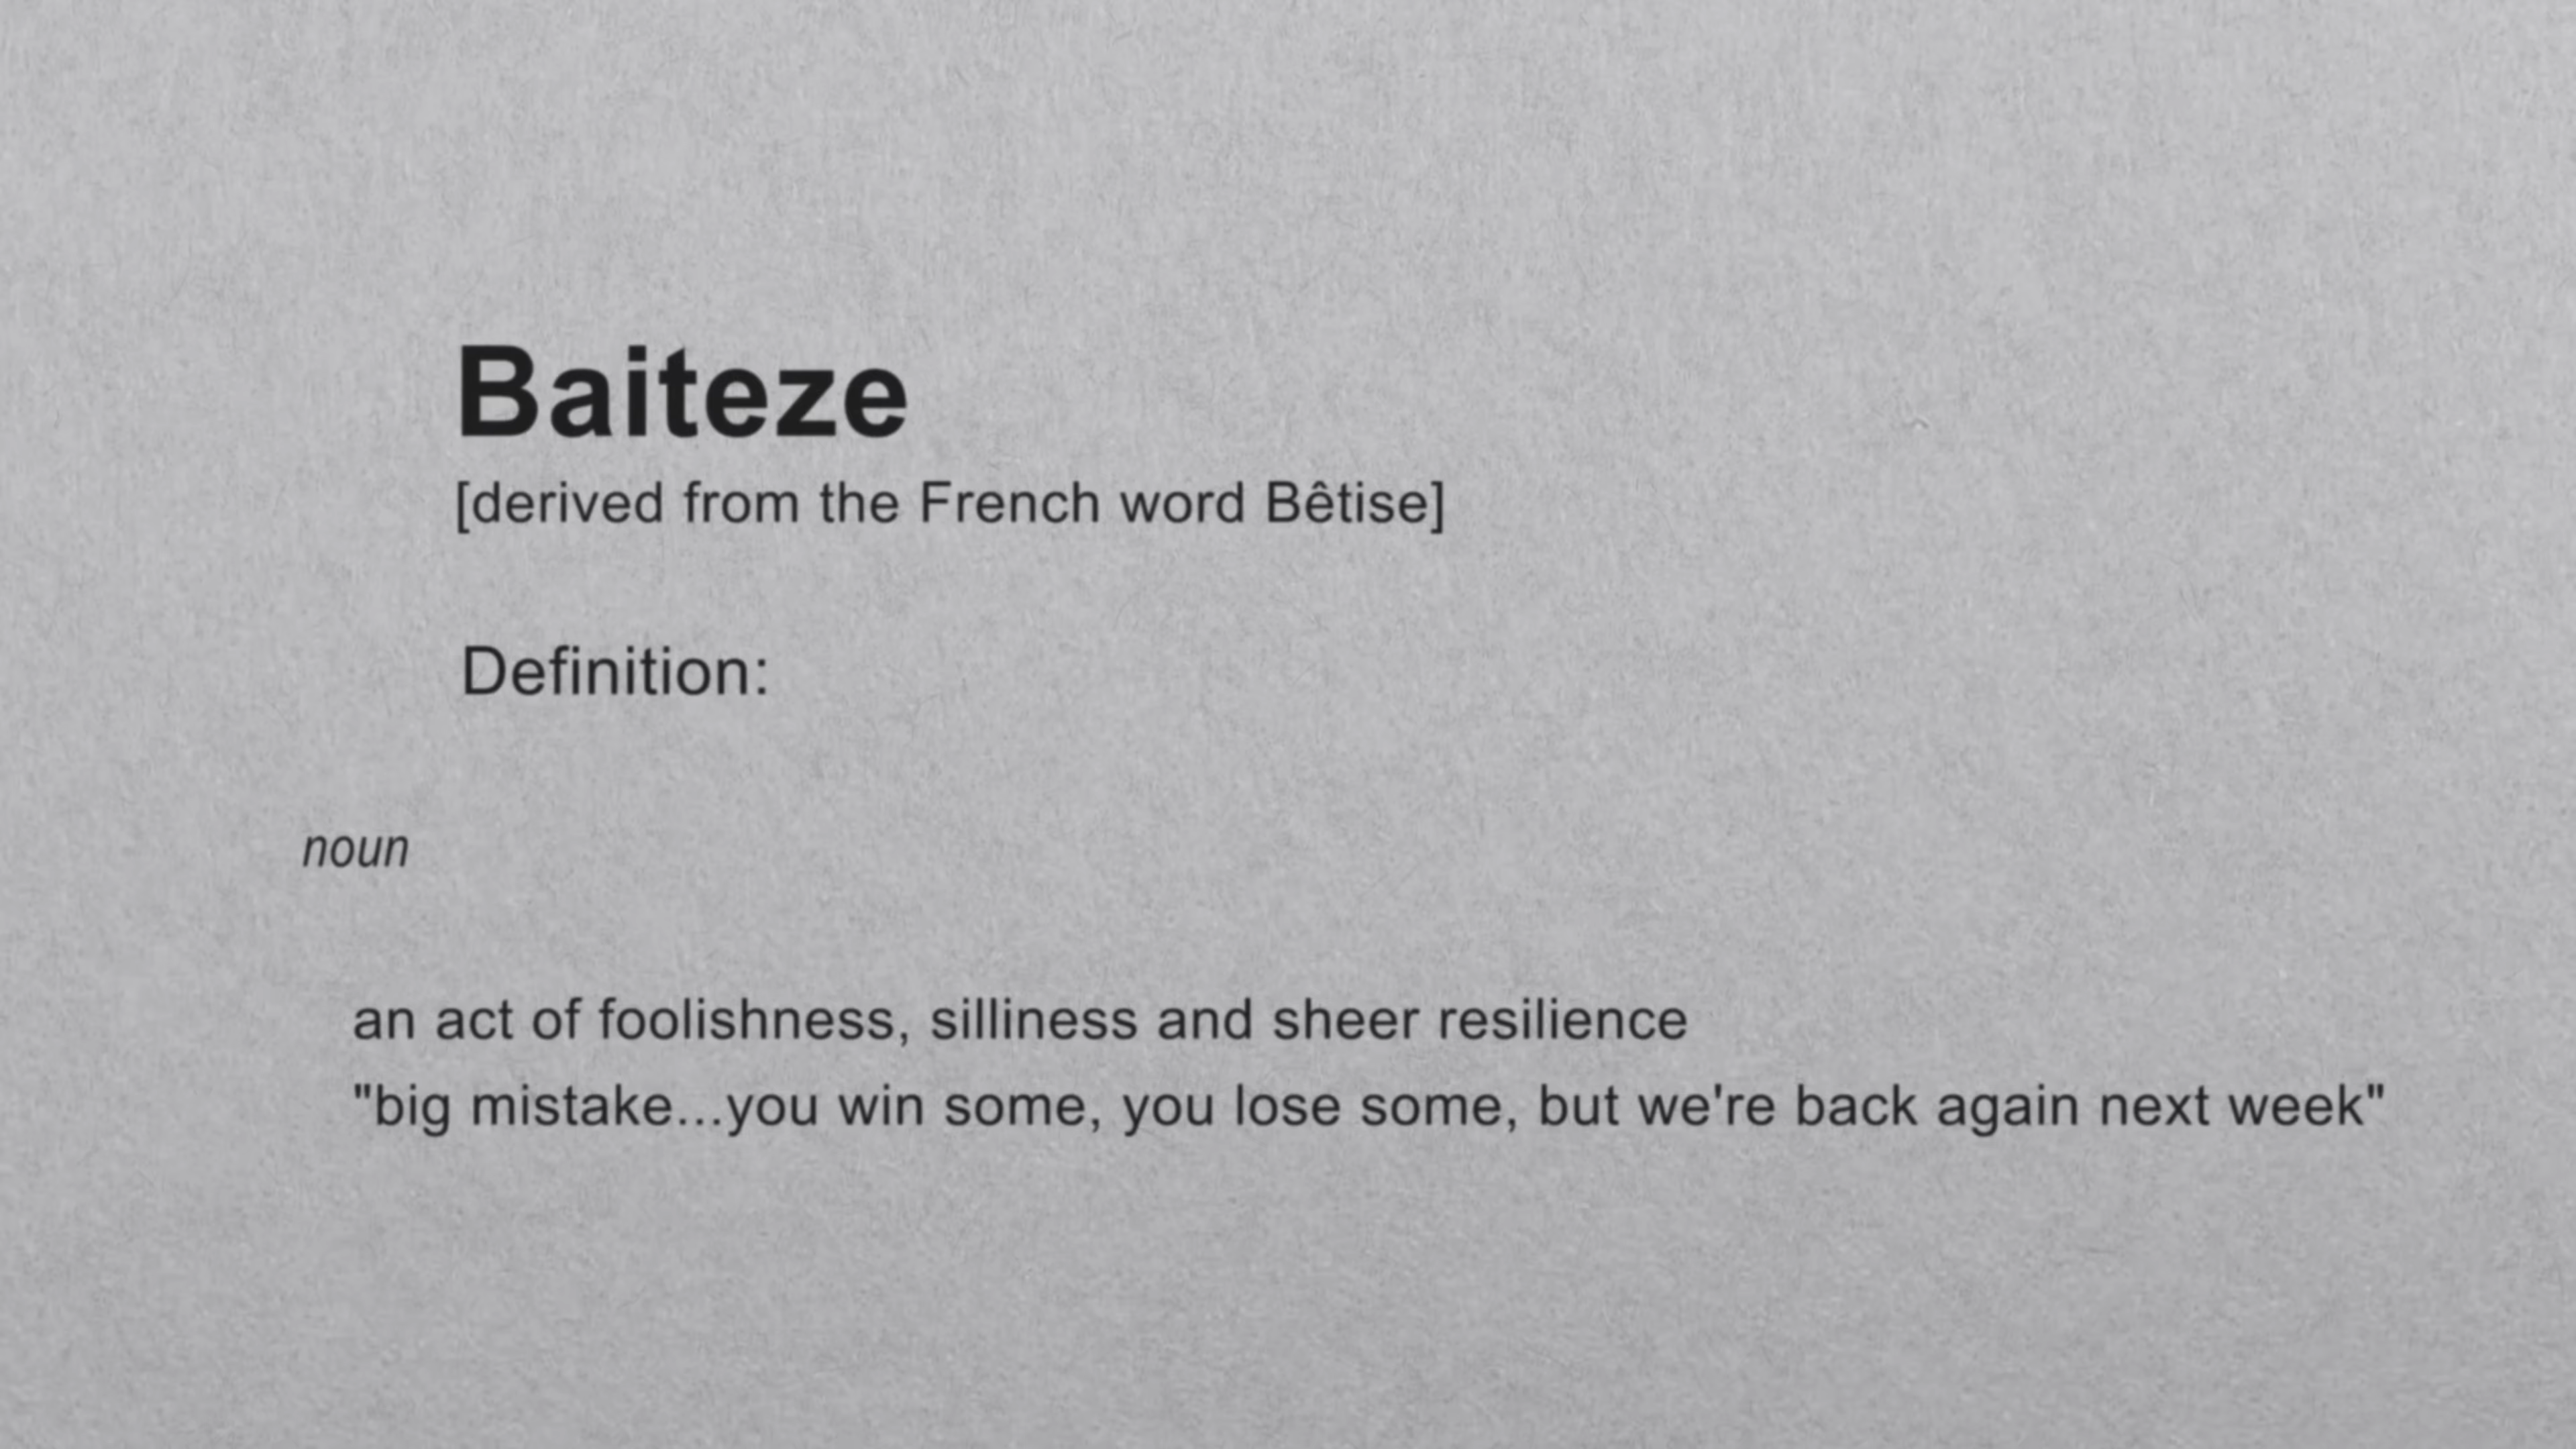 Baiteze
[derived from the French word Bêtise]
Definition:
noun
an act of foolishness, silliness and sheer resilience
"big mistake...you win some, you lose some, but we're back again next week"